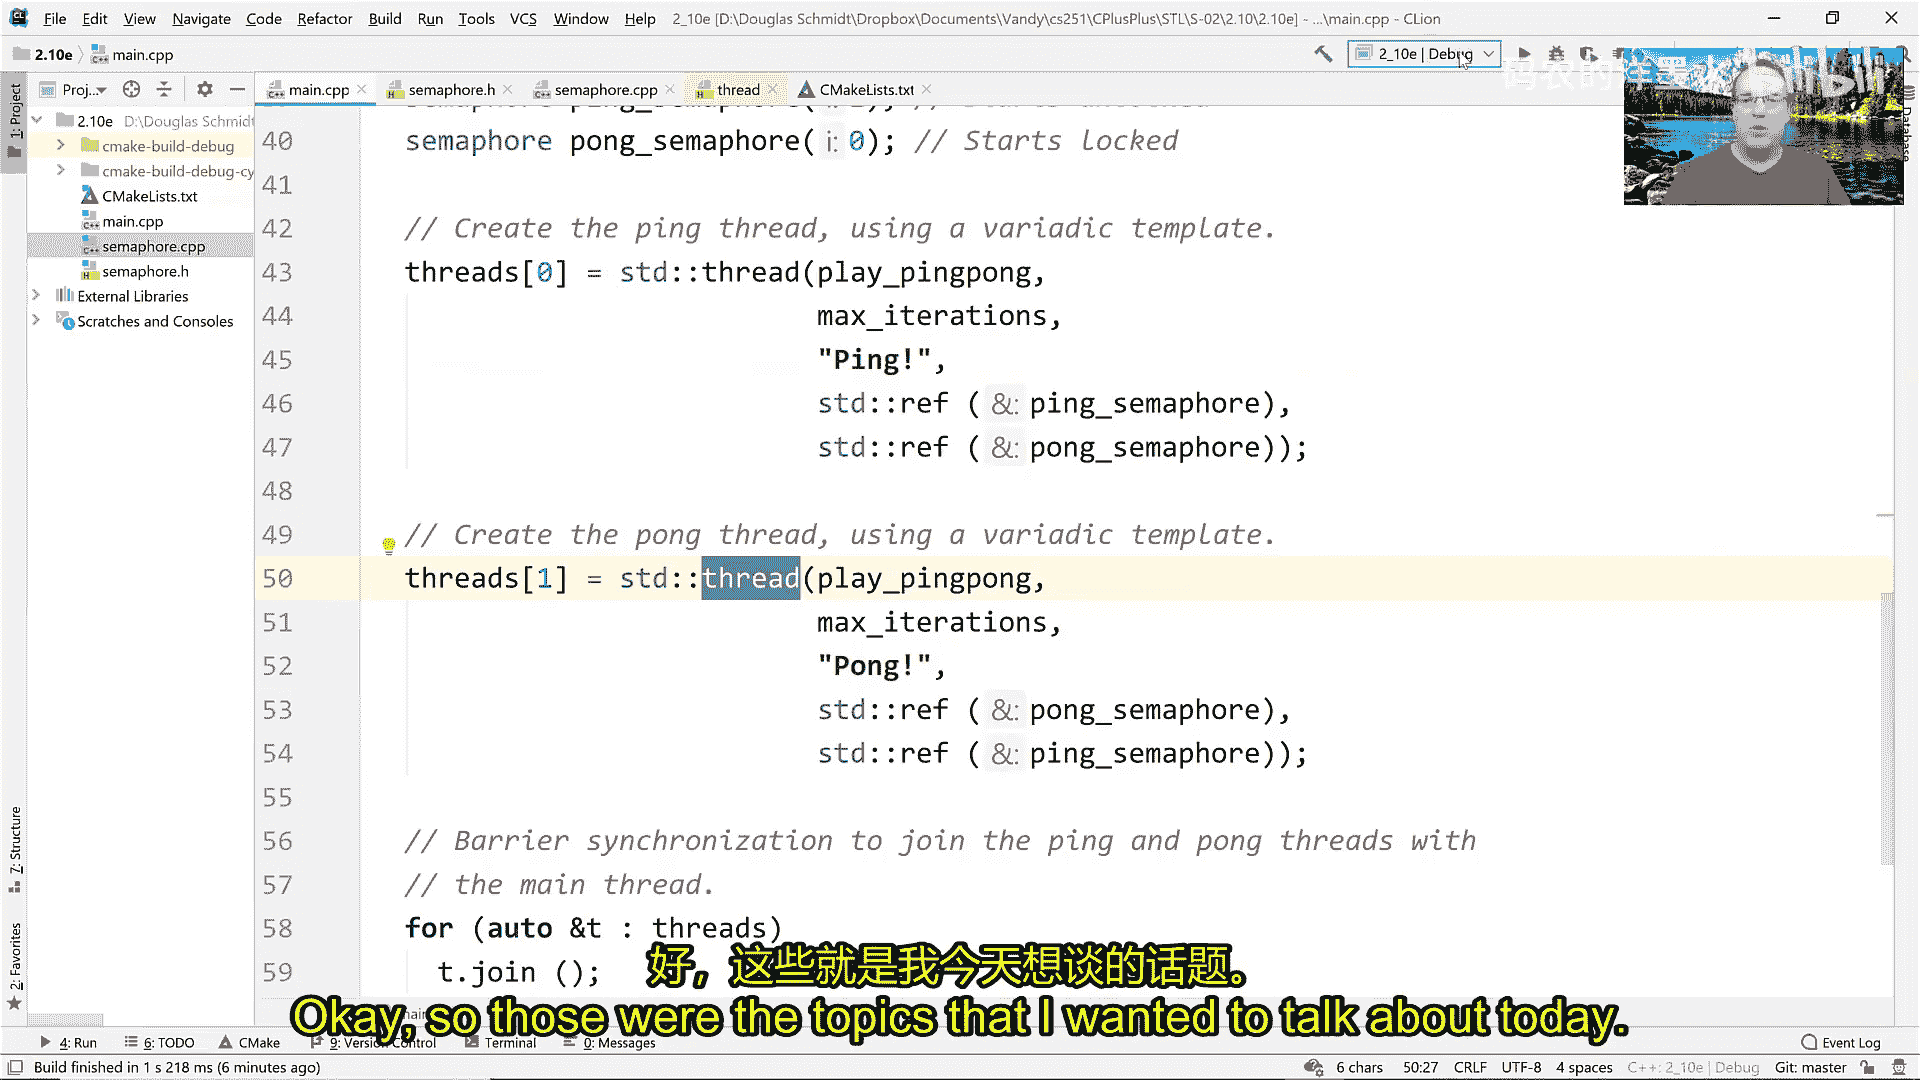 File Edit View Navigate Code Refactor Build Run Tools VCS Window Help 2_10e [D:\Douglas Schmidt\Dropbox\Documents\Vandy\cs251\CPlusPlus\STL\S-02\2.10\2.10e] - ...\main.cpp - CLion
2.10e main.cpp
2_10e | Debug
1: Project
Proj...
main.cpp semaphore.h semaphore.cpp thread CMakeLists.txt
Database
2.10e D:\Douglas Schmidt
cmake-build-debug
cmake-build-debug-cy
CMakeLists.txt
main.cpp
semaphore.cpp
semaphore.h
External Libraries
Scratches and Consoles
40 semaphore pong_semaphore( i: 0); // Starts locked
41
42 // Create the ping thread, using a variadic template.
43 threads[0] = std::thread(play_pingpong,
44 max_iterations,
45 "Ping!",
46 std::ref ( &: ping_semaphore),
47 std::ref ( &: pong_semaphore));
48
49 // Create the pong thread, using a variadic template.
50 threads[1] = std::thread(play_pingpong,
51 max_iterations,
52 "Pong!",
53 std::ref ( &: pong_semaphore),
54 std::ref ( &: ping_semaphore));
55
56 // Barrier synchronization to join the ping and pong threads with
57 // the main thread.
58 for (auto &t : threads)
59 t.join ();
7: Structure
2: Favorites
好，这些就是我今天想谈的话题。
Okay, so those were the topics that I wanted to talk about today.
4: Run 6: TODO CMake 9: Version Control Terminal 0: Messages Event Log
Build finished in 1 s 218 ms (6 minutes ago) 6 chars 50:27 CRLF UTF-8 4 spaces C++: 2_10e | Debug Git: master